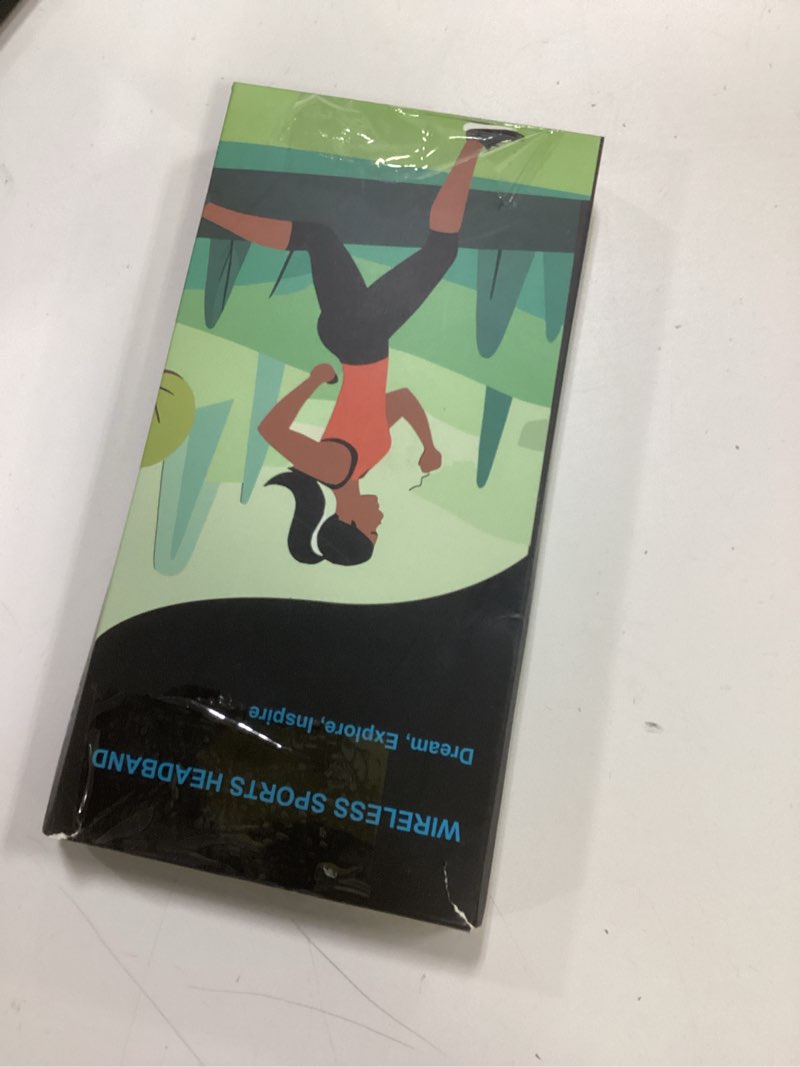 WIRELESS SPORTS HEADBAND
Dream, Explore, Inspire